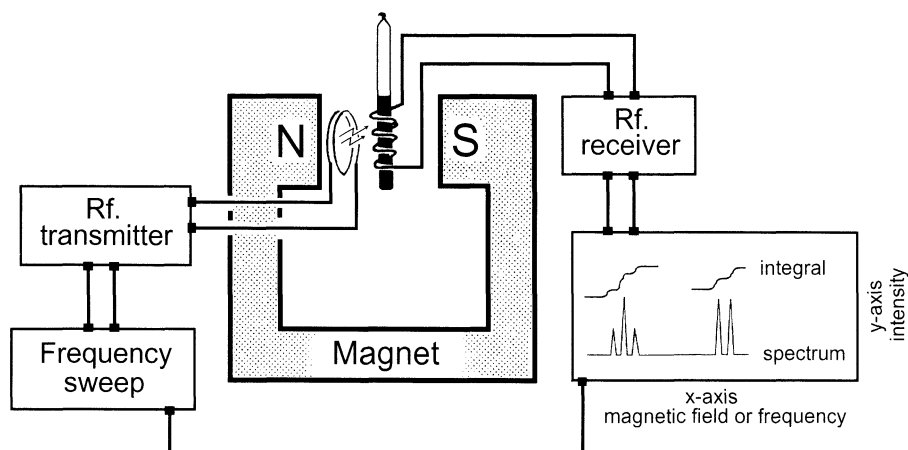 N
S
Rf.
receiver
Rf.
transmitter
integral
spectrum
y-axis
intensity
Frequency
sweep
Magnet
x-axis
magnetic field or frequency